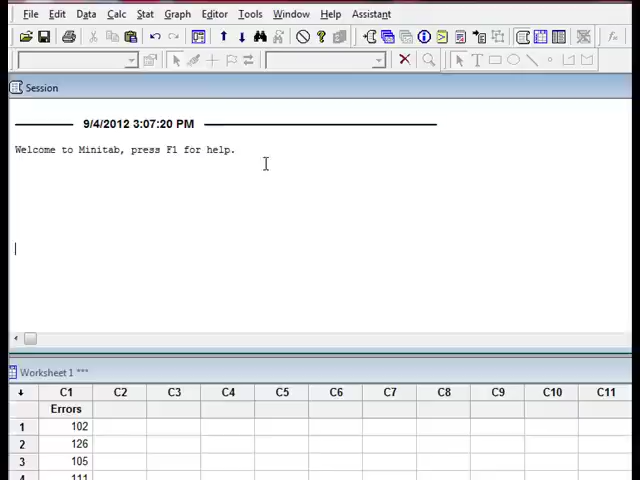 File Edit Data Calc Stat Graph Editor Tools Window Help Assistant
Session
9/4/2012 3:07:20 PM
Welcome to Minitab, press F1 for help.
Worksheet 1 ***
C1 C2 C3 C4 C5 C6 C7 C8 C9 C10 C11
Errors
1 102
2 126
3 105
4 111